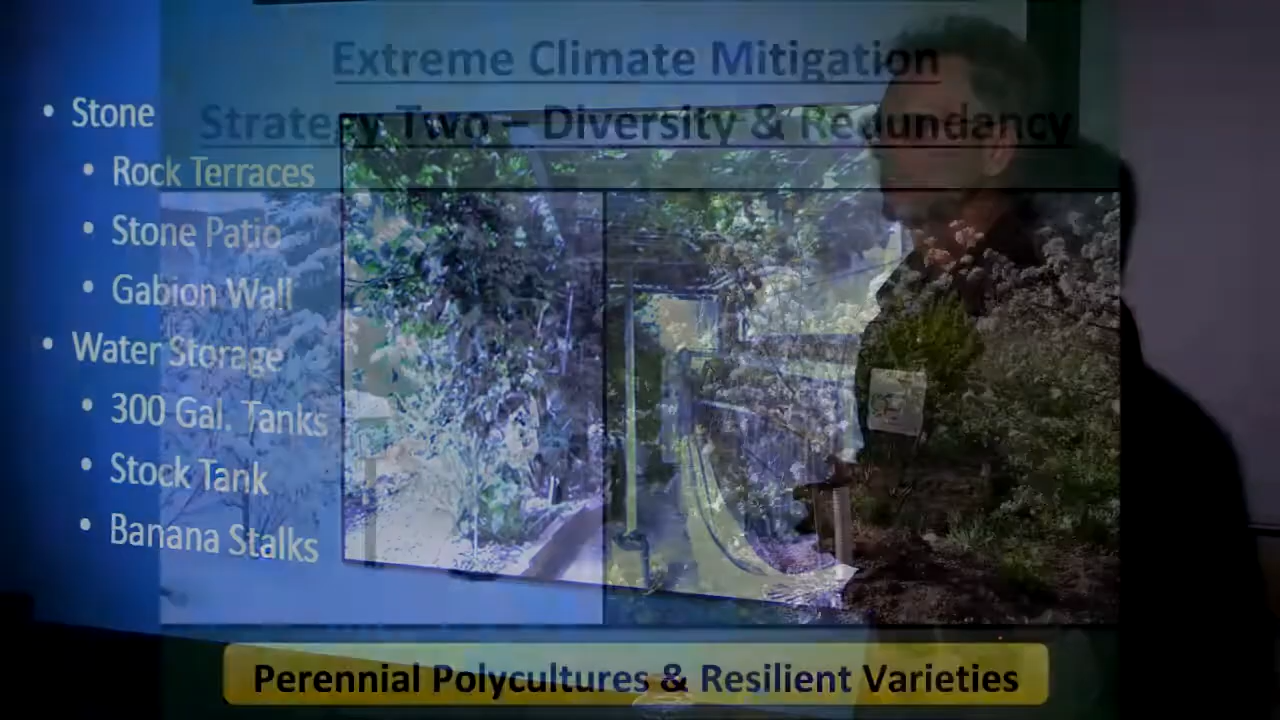 Extreme Climate Mitigation
Strategy Two – Diversity & Redundancy
• Stone
• Rock Terraces
• Stone Patio
• Gabion Wall
• Water Storage
• 300 Gal. Tanks
• Stock Tank
• Banana Stalks
Perennial Polycultures & Resilient Varieties